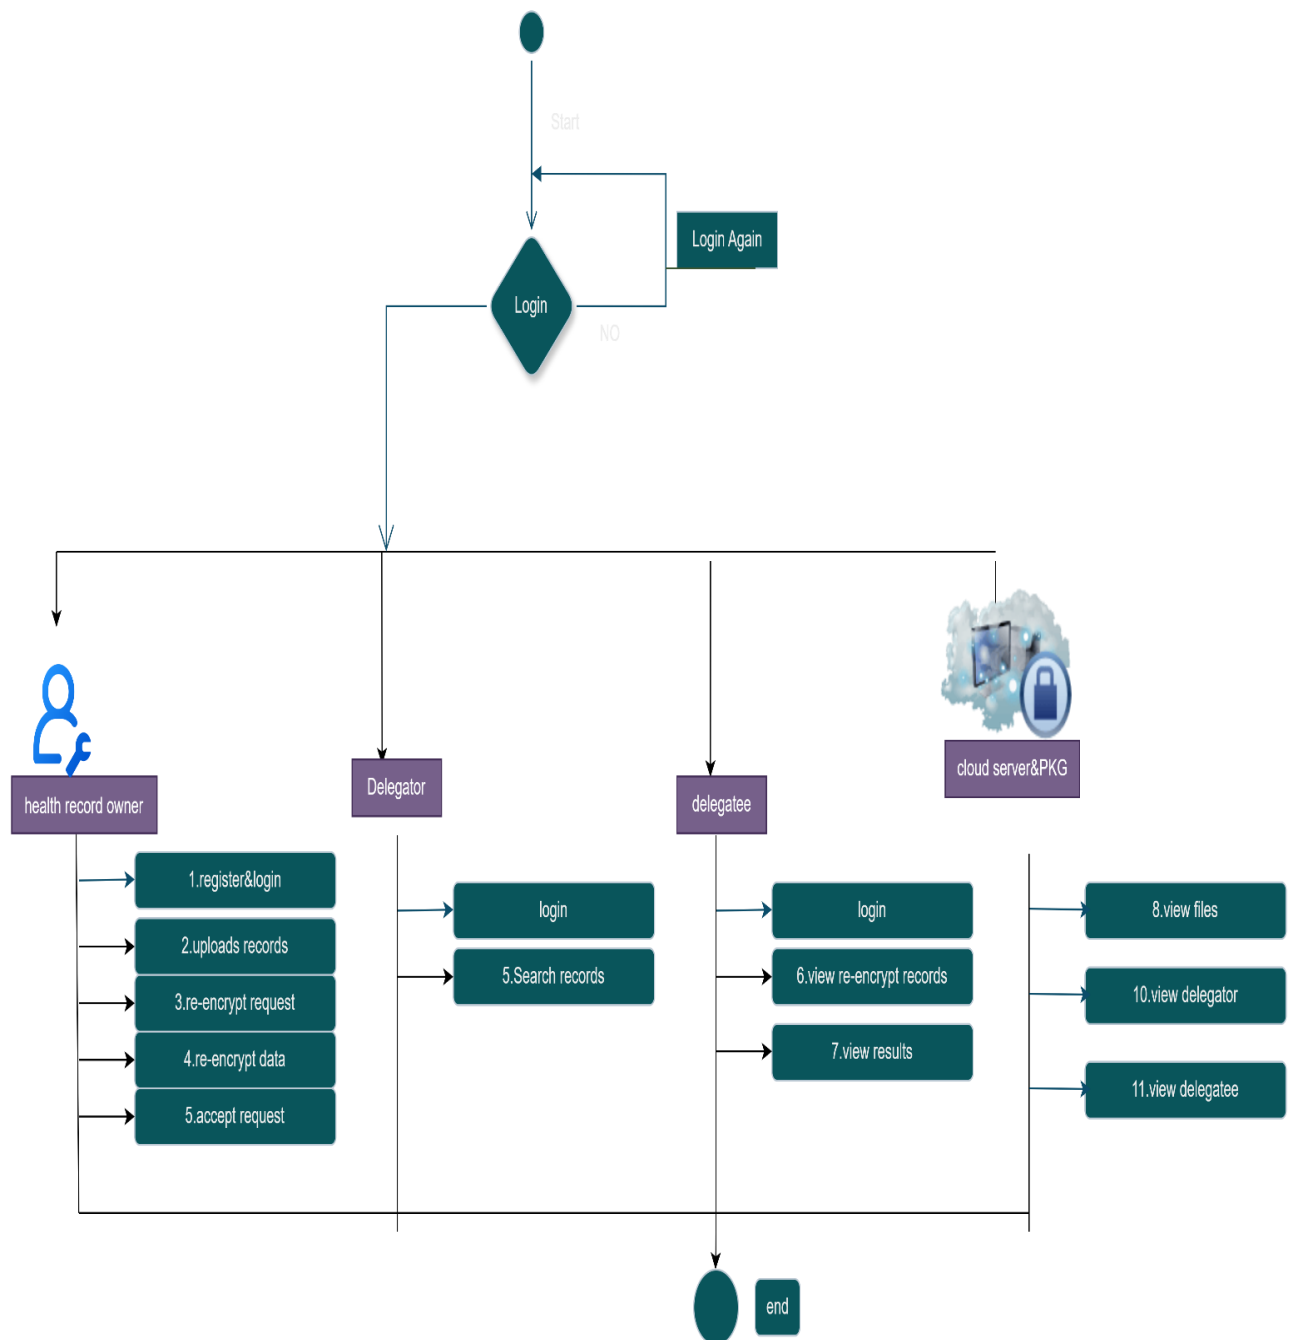 Start
Login Again
Login
NO
health record owner
Delegator
delegatee
cloud server&PKG
1.register&login
2.uploads records
3.re-encrypt request
4.re-encrypt data
5.accept request
login
5.Search records
login
6.view re-encrypt records
7.view results
8.view files
10.view delegator
11.view delegatee
end